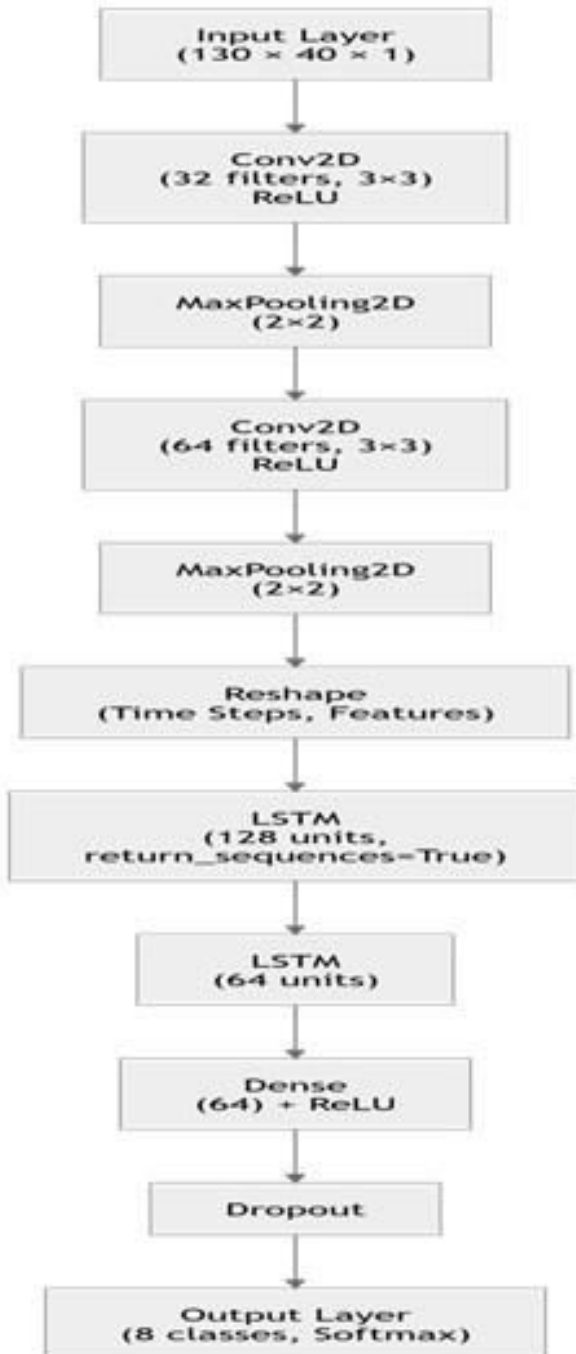 Input Layer
(130 × 40 × 1)
Conv2D
(32 filters, 3×3)
ReLU
MaxPooling2D
(2×2)
Conv2D
(64 filters, 3×3)
ReLU
MaxPooling2D
(2×2)
Reshape
(Time Steps, Features)
LSTM
(128 units,
return_sequences=True)
LSTM
(64 units)
Dense
(64) + ReLU
Dropout
Output Layer
(8 classes, Softmax)